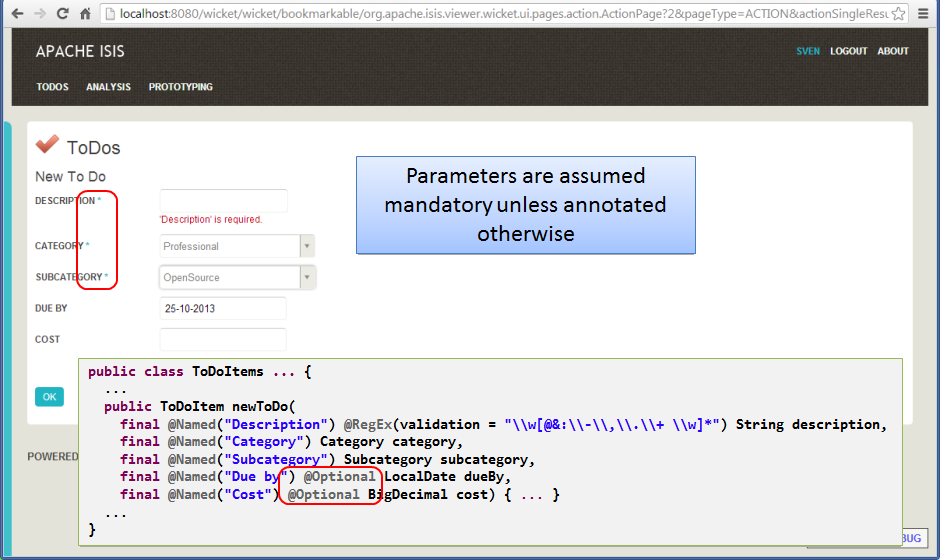 localhost:8080/wicket/wicket/bookmarkable/org.apache.isis.viewer.wicket.ui.pages.action.ActionPage?2&pageType=ACTION&actionSingleResu
APACHE ISIS
SVEN LOGOUT ABOUT
TODOS ANALYSIS PROTOTYPING
ToDos
New To Do
DESCRIPTION *
'Description' is required.
CATEGORY * Professional
SUBCATEGORY * OpenSource
DUE BY 25-10-2013
COST
OK
POWERED
Parameters are assumed
mandatory unless annotated
otherwise
public class ToDoItems ... {
...
public ToDoItem newToDo(
final @Named("Description") @RegEx(validation = "\\w[@&:\\-\\,\\.\\+ \\w]*") String description,
final @Named("Category") Category category,
final @Named("Subcategory") Subcategory subcategory,
final @Named("Due by") @Optional LocalDate dueBy,
final @Named("Cost") @Optional BigDecimal cost) { ... }
...
}
BUG